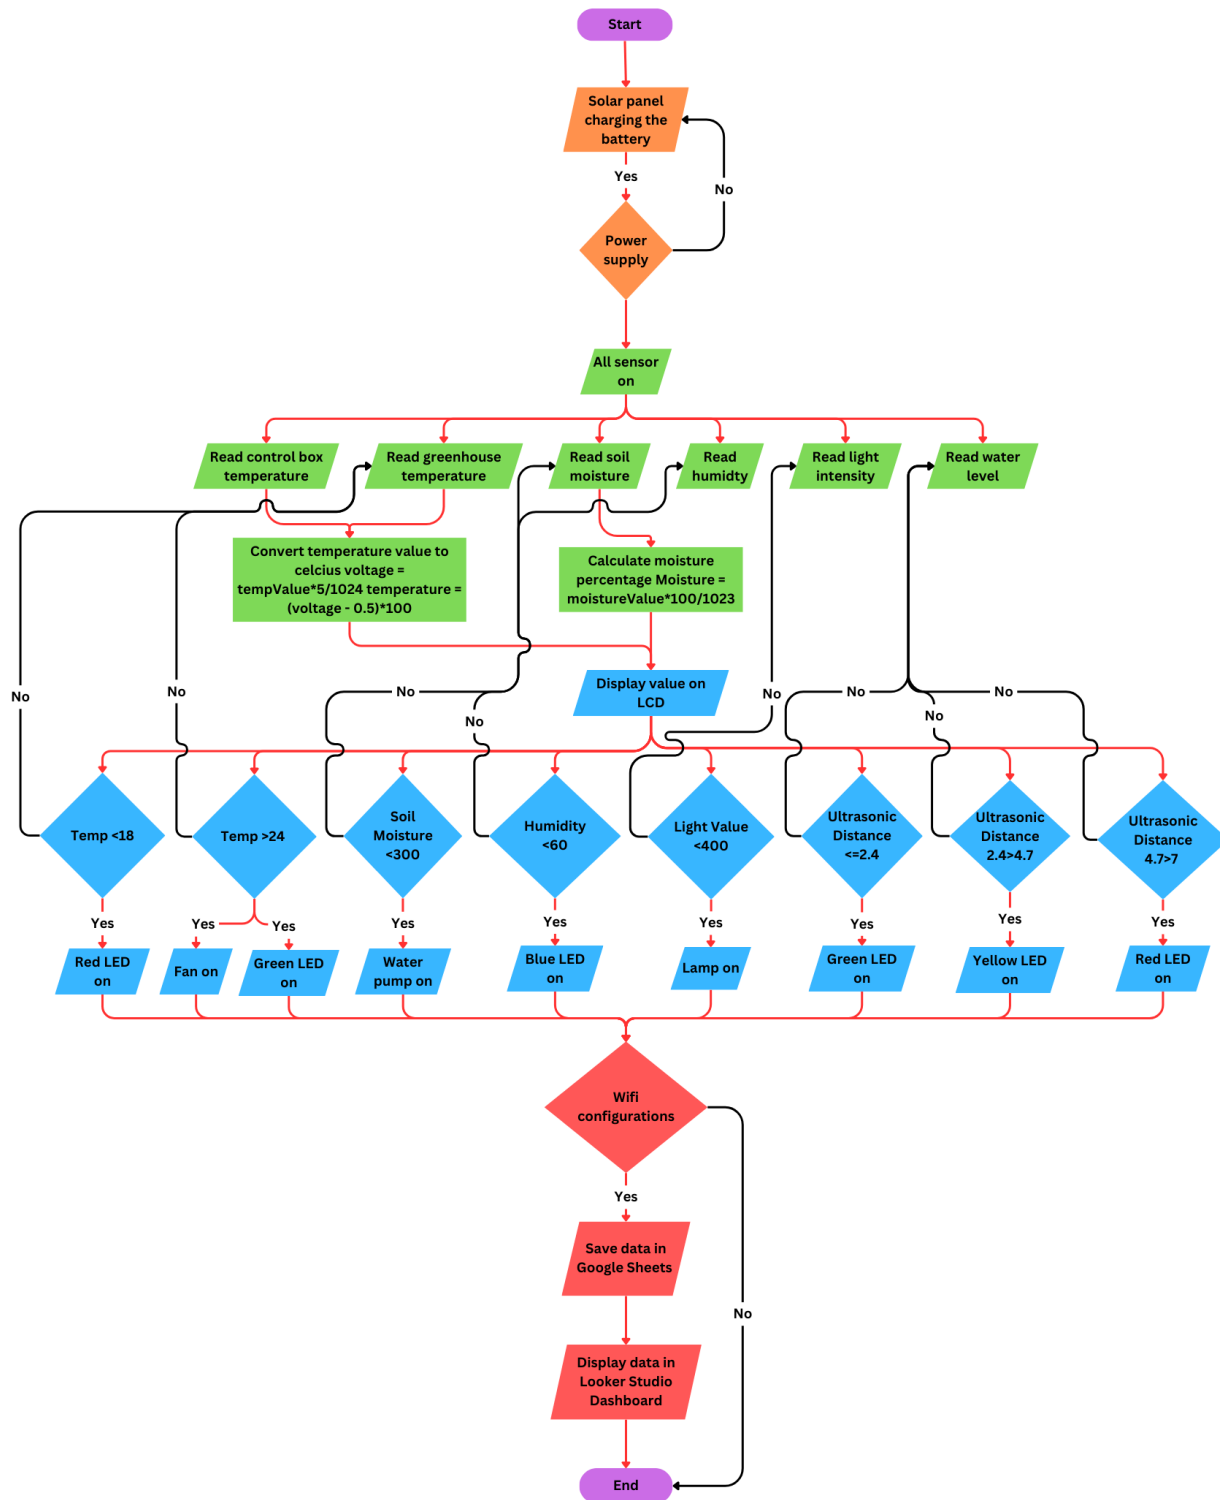 Start
Solar panel
charging the
battery
Yes
No
Power
supply
All sensor
on
Read control box
temperature
Read greenhouse
temperature
Read soil
moisture
Read
humidty
Read light
intensity
Read water
level
Convert temperature value to
celcius voltage =
tempValue*5/1024 temperature =
(voltage - 0.5)*100
Calculate moisture
percentage Moisture =
moistureValue*100/1023
Display value on
LCD
No
No
No
No
No
No
No
No
Temp <18
Temp >24
Soil
Moisture
<300
Humidity
<60
Light Value
<400
Ultrasonic
Distance
<=2.4
Ultrasonic
Distance
2.4>4.7
Ultrasonic
Distance
4.7>7
Yes
Yes
Yes
Yes
Yes
Yes
Yes
Yes
Yes
Red LED
on
Fan on
Green LED
on
Water
pump on
Blue LED
on
Lamp on
Green LED
on
Yellow LED
on
Red LED
on
Wifi
configurations
Yes
Save data in
Google Sheets
No
Display data in
Looker Studio
Dashboard
End